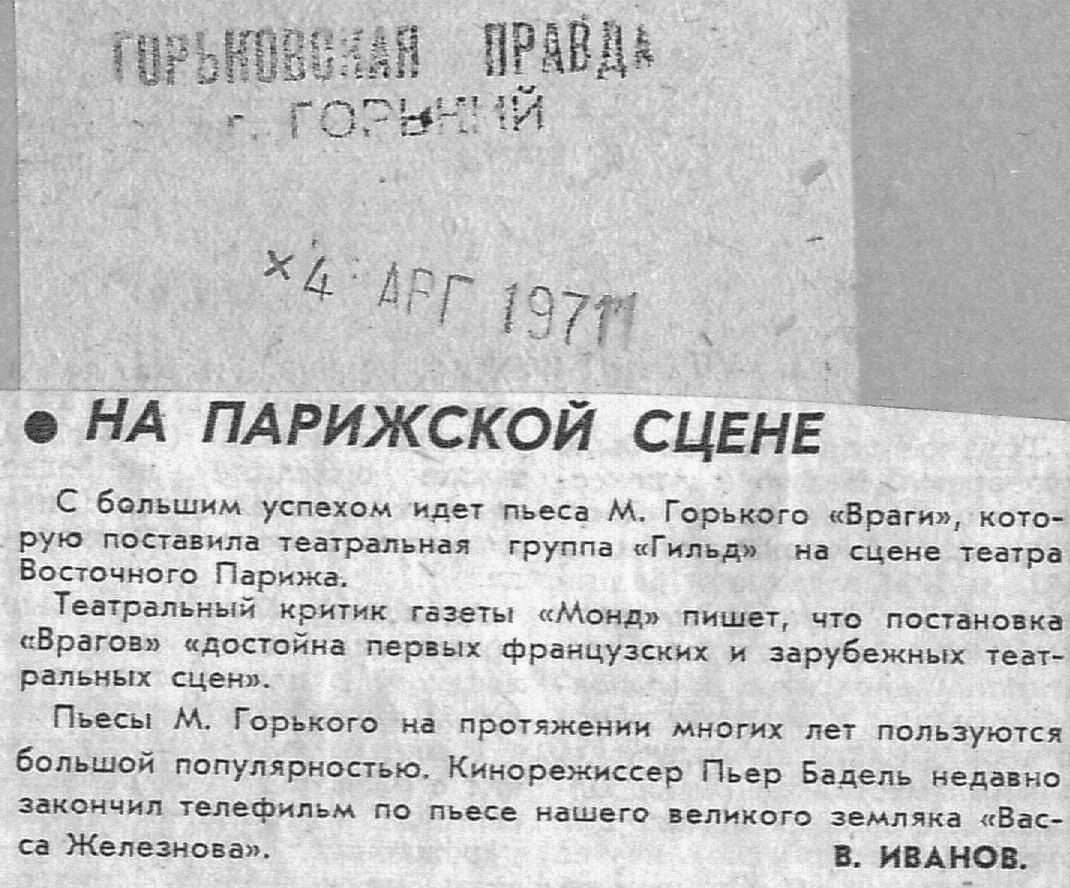 ГОРЬКОВСКАЯ ПРАВДА
г. ГОРЬКИЙ
×4 АВГ 1971
● НА ПАРИЖСКОЙ СЦЕНЕ
С большим успехом идет пьеса М. Горького «Враги», кото-
рую поставила театральная группа «Гильд» на сцене театра
Восточного Парижа.
Театральный критик газеты «Монд» пишет, что постановка
«Врагов» «достойна первых французских и зарубежных теат-
ральных сцен».
Пьесы М. Горького на протяжении многих лет пользуются
большой популярностью. Кинорежиссер Пьер Бадель недавно
закончил телефильм по пьесе нашего великого земляка «Вас-
са Железнова».
В. ИВАНОВ.